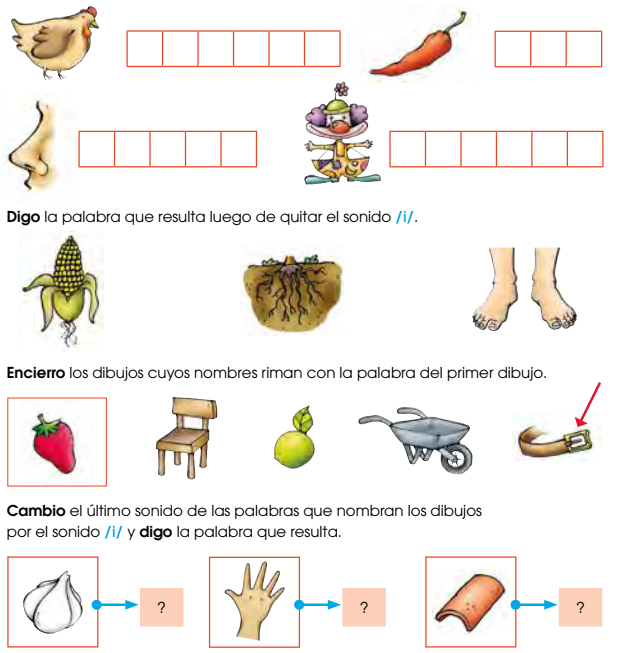 Digo la palabra que resulta luego de quitar el sonido /i/.
Encierro los dibujos cuyos nombres riman con la palabra del primer dibujo.
Cambio el último sonido de las palabras que nombran los dibujos
por el sonido /i/ y digo la palabra que resulta.
? ? ?